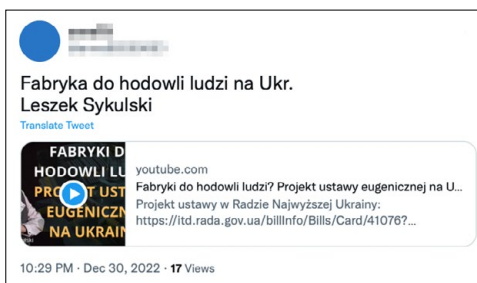 Fabryka do hodowli ludzi na Ukr.
Leszek Sykulski
Translate Tweet
FABRYKI D
HODOWLI LU
PRO UST
EUGENICZN
NA UKRAIN
youtube.com
Fabryki do hodowli ludzi? Projekt ustawy eugenicznej na U...
Projekt ustawy w Radzie Najwyższej Ukrainy:
https://itd.rada.gov.ua/billInfo/Bills/Card/41076?...
10:29 PM · Dec 30, 2022 · 17 Views